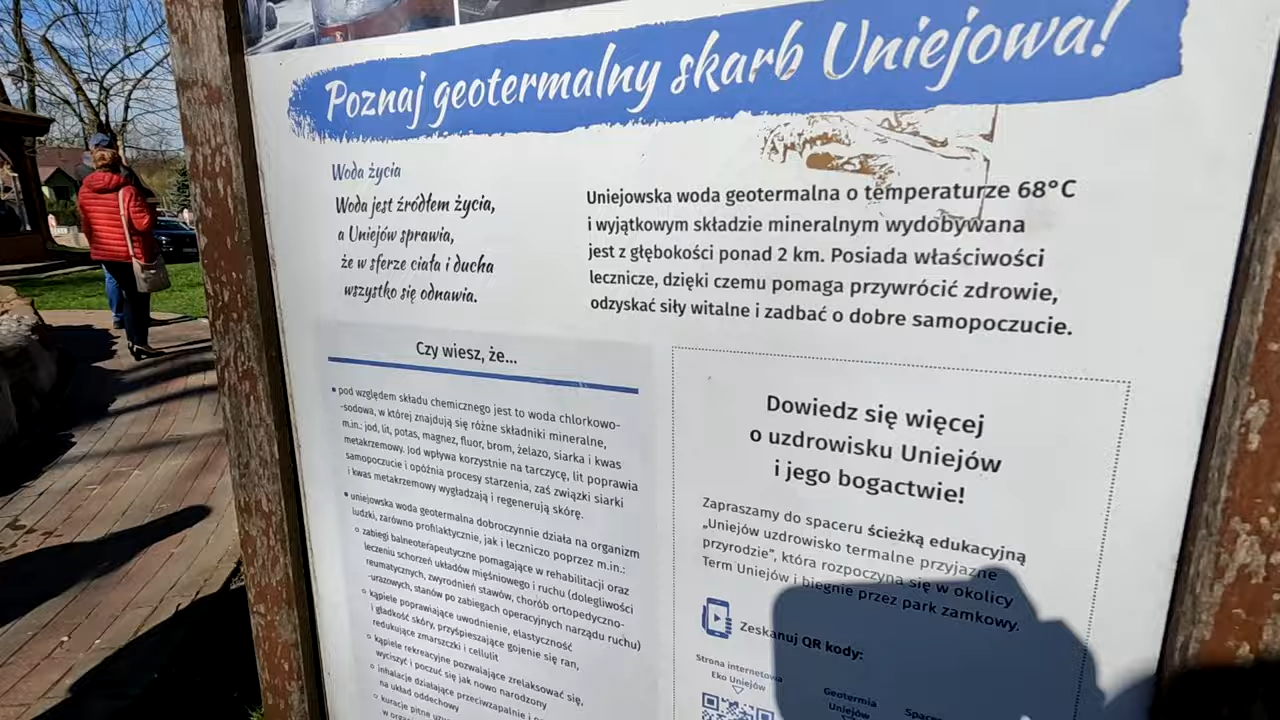 Poznaj geotermalny skarb Uniejowa!
Woda życia
Woda jest źródłem życia,
a Uniejów sprawia,
że w sferze ciała i ducha
wszystko się odnawia.
Uniejowska woda geotermalna o temperaturze 68°C
i wyjątkowym składzie mineralnym wydobywana
jest z głębokości ponad 2 km. Posiada właściwości
lecznicze, dzięki czemu pomaga przywrócić zdrowie,
odzyskać siły witalne i zadbać o dobre samopoczucie.
Czy wiesz, że...
▪ pod względem składu chemicznego jest to woda chlorkowo-
-sodowa, w której znajdują się różne składniki mineralne,
m.in.: jod, lit, potas, magnez, fluor, brom, żelazo, siarka i kwas
metakrzemowy. Jod wpływa korzystnie na tarczycę, lit poprawia
samopoczucie i opóźnia procesy starzenia, zaś związki siarki
i kwas metakrzemowy wygładzają i regenerują skórę.
▪ uniejowska woda geotermalna dobroczynnie działa na organizm
ludzki, zarówno profilaktycznie, jak i leczniczo poprzez m.in.:
o zabiegi balneoterapeutyczne pomagające w rehabilitacji oraz
leczeniu schorzeń układów mięśniowego i ruchu (dolegliwości
reumatycznych, zwyrodnień stawów, chorób ortopedyczno-
-urazowych, stanów po zabiegach operacyjnych narządu ruchu)
o kąpiele poprawiające uwodnienie, elastyczność
i gładkość skóry, przyśpieszające gojenie się ran,
redukujące zmarszczki i cellulit
o kąpiele rekreacyjne pozwalające zrelaksować się,
wyciszyć i poczuć się jak nowo narodzony
o inhalacje działające przeciwzapalnie i
na układ oddechowy
o kuracje pitne
Dowiedz się więcej
o uzdrowisku Uniejów
i jego bogactwie!
Zapraszamy do spaceru ścieżką edukacyjną
„Uniejów uzdrowisko termalne przyjazne
przyrodzie", która rozpoczyna się w okolicy
Term Uniejów i biegnie przez park zamkowy.
Zeskanuj QR kody:
Strona internetowa
Eko Uniejów
Geotermia
Uniejów